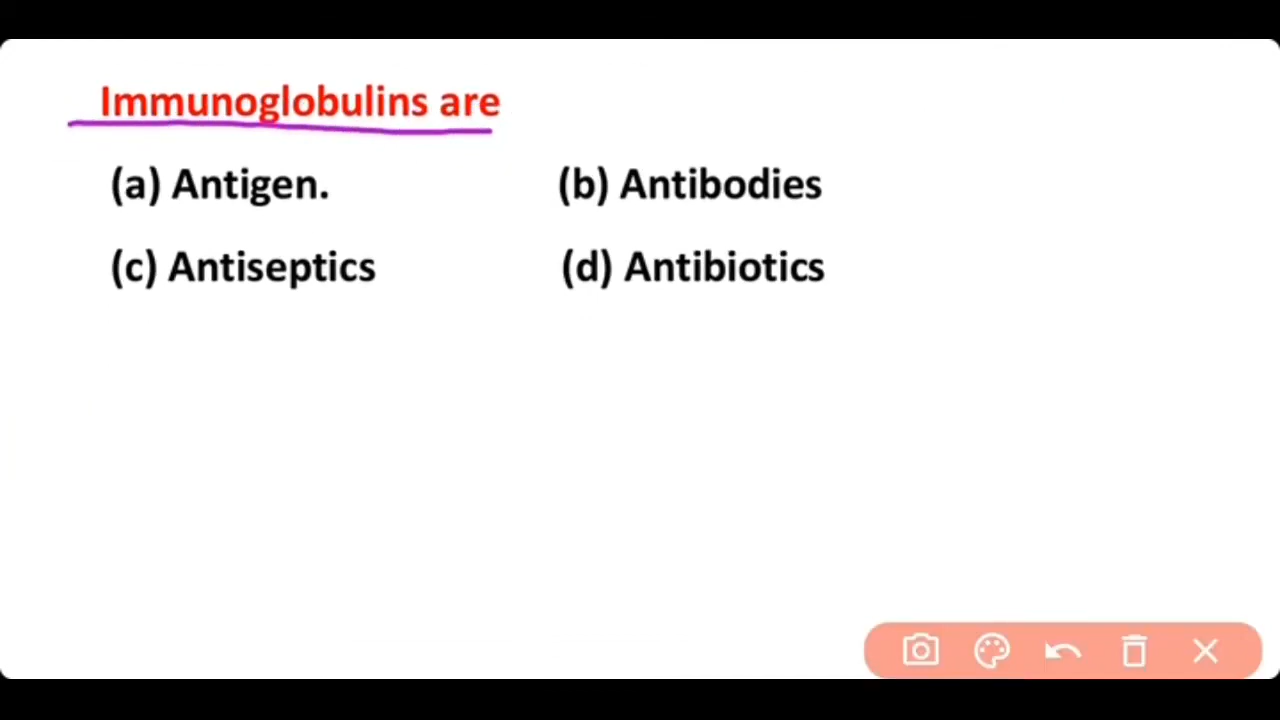 Immunoglobulins are
(a) Antigen. (b) Antibodies
(c) Antiseptics (d) Antibiotics